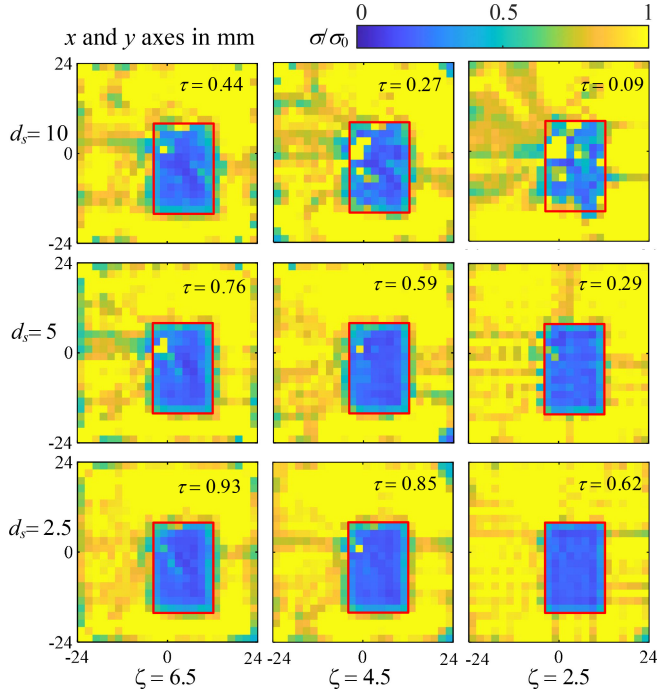 x and y axes in mm
σ/σ₀
0
0.5
1
24
0
-24
dₛ= 10
τ = 0.44
τ = 0.27
τ = 0.09
24
0
-24
dₛ= 5
τ = 0.76
τ = 0.59
τ = 0.29
24
0
-24
dₛ= 2.5
τ = 0.93
τ = 0.85
τ = 0.62
-24 0 24 0 24 0 24
ζ = 6.5 ζ = 4.5 ζ = 2.5